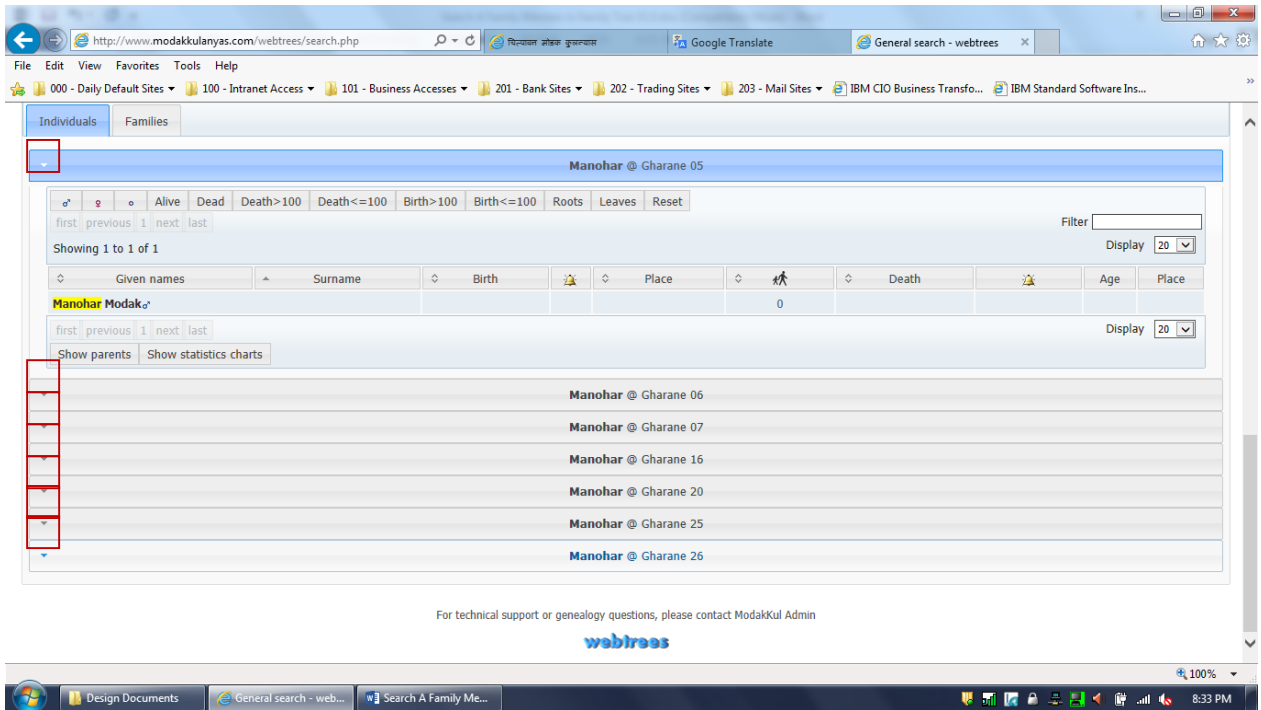 http://www.modakkulanyas.com/webtrees/search.php
चित्पावन मोडक कुलन्यास
Google Translate
General search - webtrees
File Edit View Favorites Tools Help
000 - Daily Default Sites 100 - Intranet Access 101 - Business Accesses 201 - Bank Sites 202 - Trading Sites 203 - Mail Sites IBM CIO Business Transfo... IBM Standard Software Ins...
Individuals Families
Manohar @ Gharane 05
♂ ♀ Alive Dead Death>100 Death<=100 Birth>100 Birth<=100 Roots Leaves Reset
first previous 1 next last
Filter
Showing 1 to 1 of 1
Display 20
Given names Surname Birth Place Death Age Place
Manohar Modak♂ 0
first previous 1 next last
Display 20
Show parents Show statistics charts
Manohar @ Gharane 06
Manohar @ Gharane 07
Manohar @ Gharane 16
Manohar @ Gharane 20
Manohar @ Gharane 25
Manohar @ Gharane 26
For technical support or genealogy questions, please contact ModakKul Admin
webtrees
100%
Design Documents General search - web... Search A Family Me... 8:33 PM